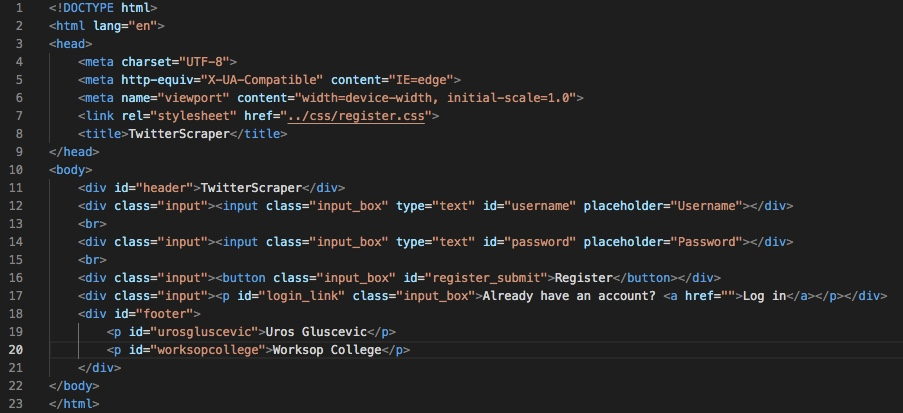 1 <!DOCTYPE html>
2 <html lang="en">
3 <head>
4     <meta charset="UTF-8">
5     <meta http-equiv="X-UA-Compatible" content="IE=edge">
6     <meta name="viewport" content="width=device-width, initial-scale=1.0">
7     <link rel="stylesheet" href="../css/register.css">
8     <title>TwitterScraper</title>
9 </head>
10 <body>
11     <div id="header">TwitterScraper</div>
12     <div class="input"><input class="input_box" type="text" id="username" placeholder="Username"></div>
13     <br>
14     <div class="input"><input class="input_box" type="text" id="password" placeholder="Password"></div>
15     <br>
16     <div class="input"><button class="input_box" id="register_submit">Register</button></div>
17     <div class="input"><p id="login_link" class="input_box">Already have an account? <a href="">Log in</a></p></div>
18     <div id="footer">
19         <p id="urosgluscevic">Uros Gluscevic</p>
20         <p id="worksopcollege">Worksop College</p>
21     </div>
22 </body>
23 </html>